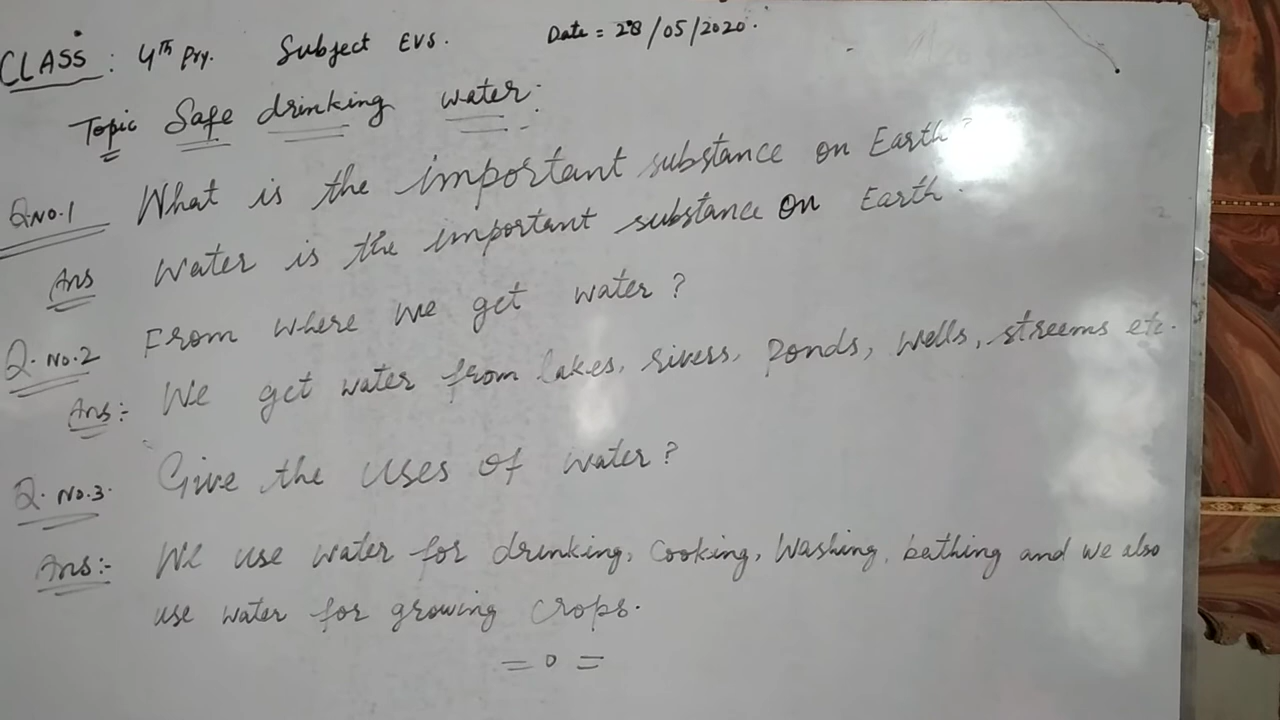 CLASS : 4th Pry. Subject EVS. Date = 28/05/2020.
Topic Safe drinking water:
Q.No.1 What is the important substance on Earth?
Ans Water is the important substance on Earth.
Q.No.2 From where we get water?
Ans:- We get water from lakes, rivers, ponds, wells, streems etc.
Q.No.3. Give the uses of water?
Ans:- We use water for drinking, Cooking, Washing, bathing and we also
use water for growing crops.
= 0 =